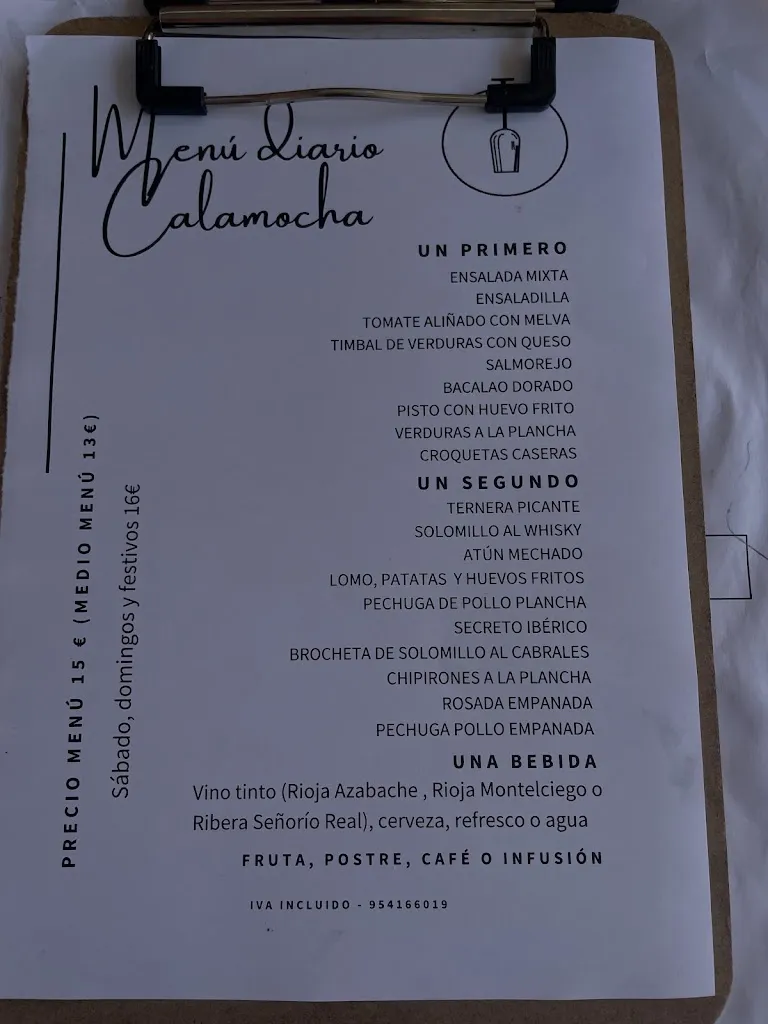 Menú diario
Calamocha
UN PRIMERO
ENSALADA MIXTA
ENSALADILLA
TOMATE ALIÑADO CON MELVA
TIMBAL DE VERDURAS CON QUESO
SALMOREJO
BACALAO DORADO
PISTO CON HUEVO FRITO
VERDURAS A LA PLANCHA
CROQUETAS CASERAS
UN SEGUNDO
TERNERA PICANTE
SOLOMILLO AL WHISKY
ATÚN MECHADO
LOMO, PATATAS Y HUEVOS FRITOS
PECHUGA DE POLLO PLANCHA
SECRETO IBÉRICO
BROCHETA DE SOLOMILLO AL CABRALES
CHIPIRONES A LA PLANCHA
ROSADA EMPANADA
PECHUGA POLLO EMPANADA
UNA BEBIDA
Vino tinto (Rioja Azabache , Rioja Montelciego o
Ribera Señorío Real), cerveza, refresco o agua
FRUTA, POSTRE, CAFÉ O INFUSIÓN
IVA INCLUIDO - 954166019
PRECIO MENÚ 15 € (MEDIO MENÚ 13€)
Sábado, domingos y festivos 16€